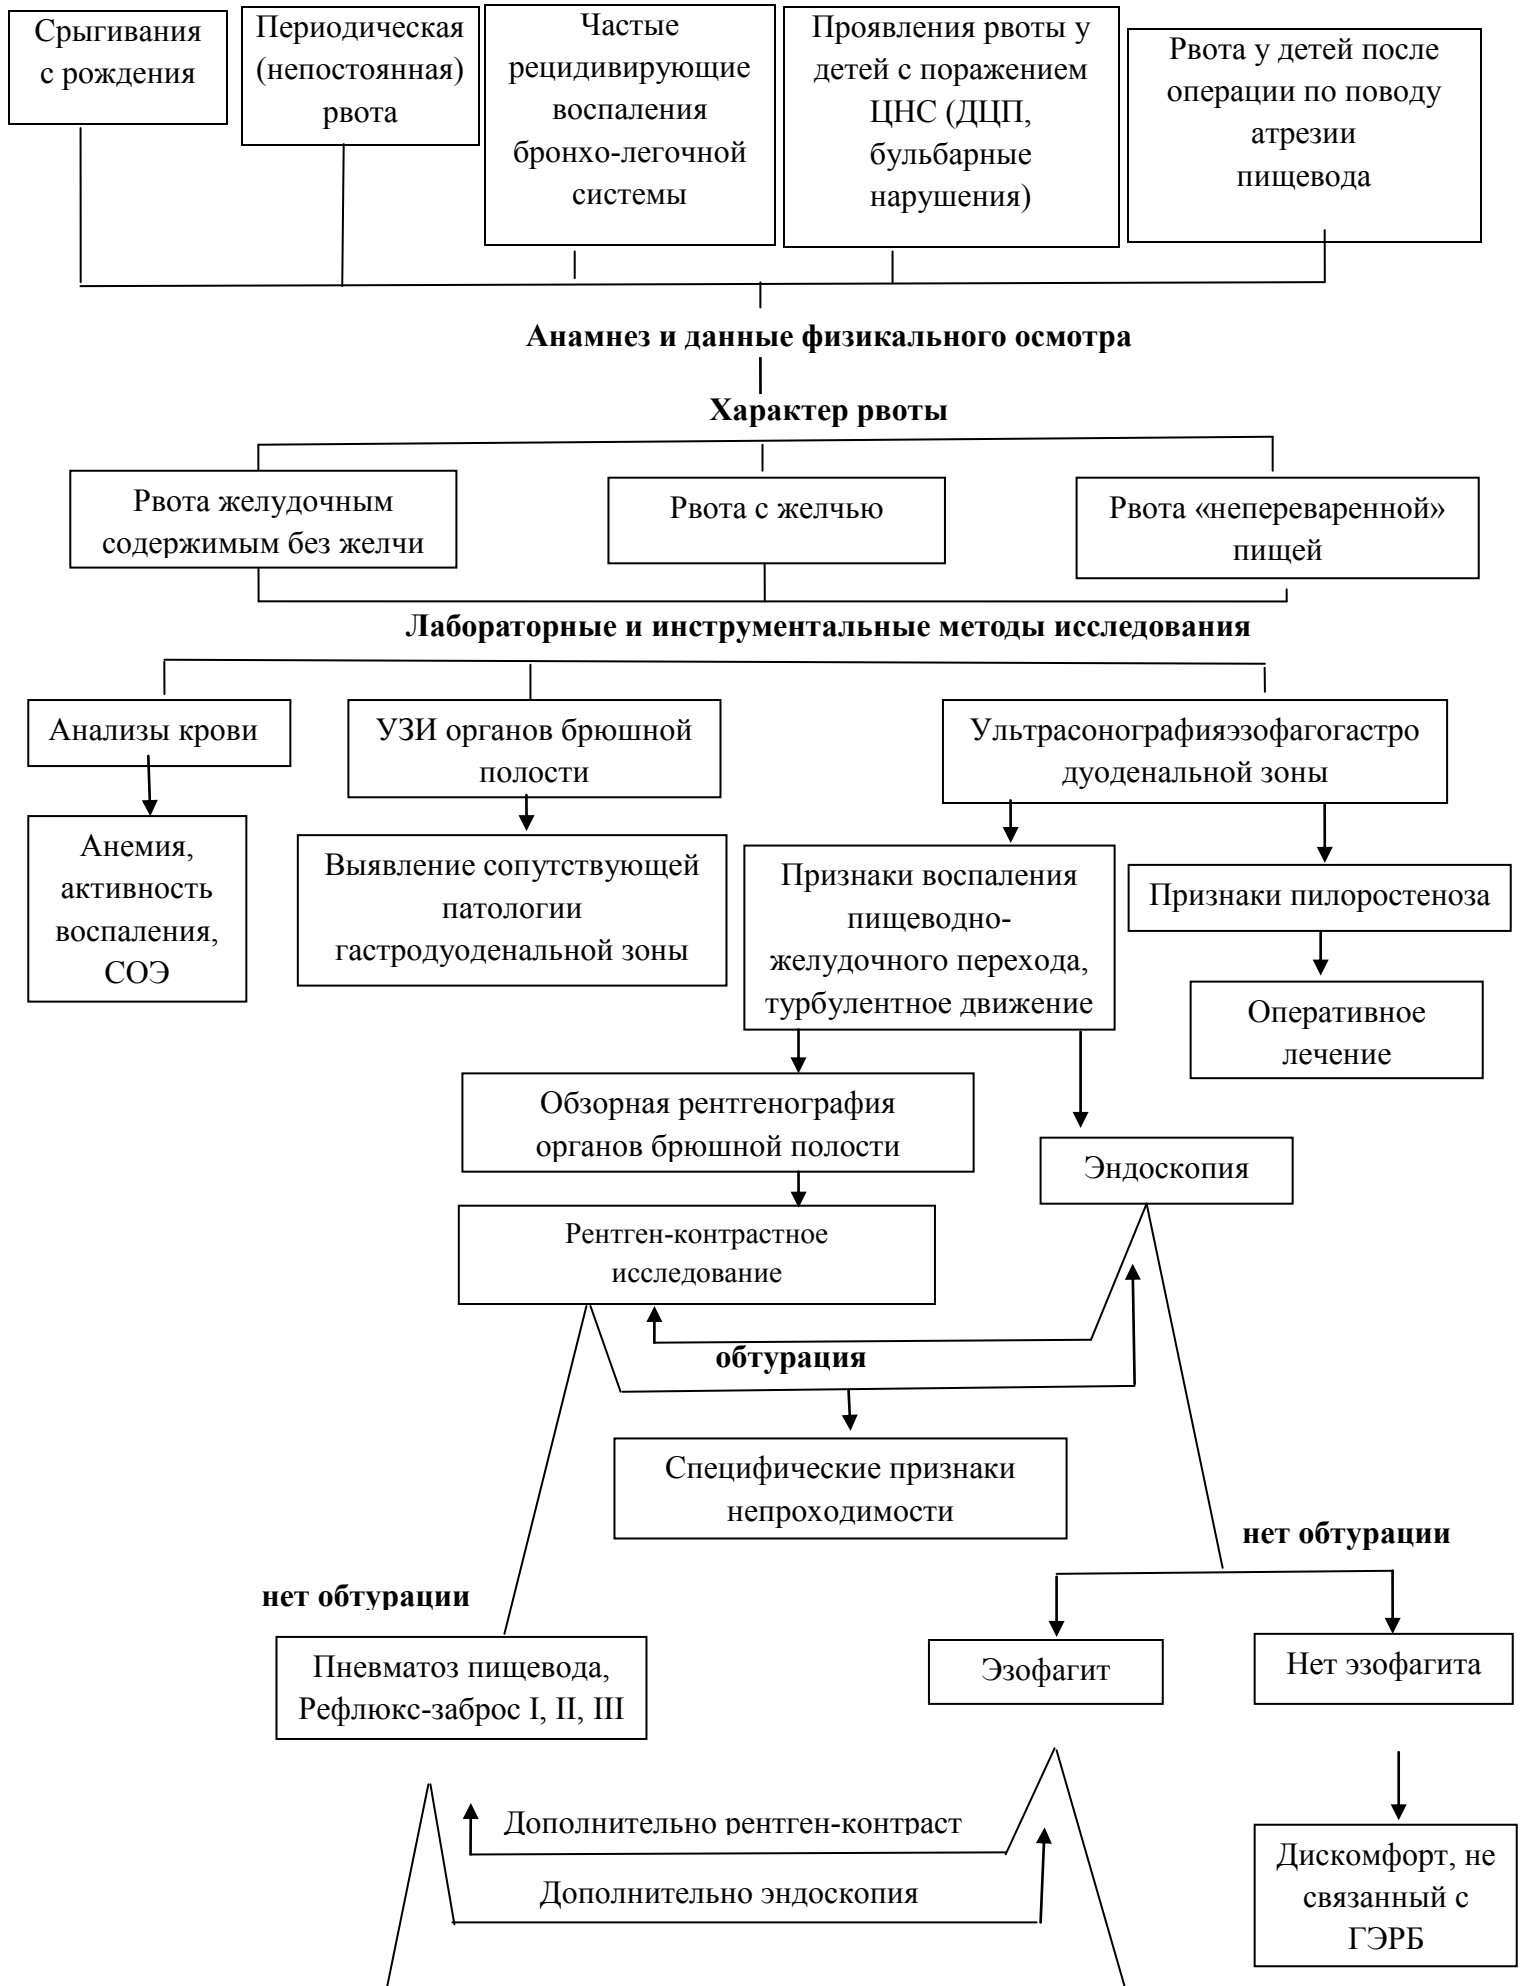 Срыгивания
с рождения
Периодическая
(непостоянная)
рвота
Частые
рецидивирующие
воспаления
бронхо-легочной
системы
Проявления рвоты у
детей с поражением
ЦНС (ДЦП,
бульбарные
нарушения)
Рвота у детей после
операции по поводу
атрезии
пищевода
Анамнез и данные физикального осмотра
Характер рвоты
Рвота желудочным
содержимым без желчи
Рвота с желчью
Рвота «непереваренной»
пищей
Лабораторные и инструментальные методы исследования
Анализы крови
УЗИ органов брюшной
полости
Ультрасонографияэзофагогастро
дуоденальной зоны
Анемия,
активность
воспаления,
СОЭ
Выявление сопутствующей
патологии
гастродуоденальной зоны
Признаки воспаления
пищеводно-
желудочного перехода,
турбулентное движение
Признаки пилоростеноза
Оперативное
лечение
Обзорная рентгенография
органов брюшной полости
Эндоскопия
Рентген-контрастное
исследование
обтурация
Специфические признаки
непроходимости
нет обтурации
нет обтурации
Пневматоз пищевода,
Рефлюкс-заброс I, II, III
Эзофагит
Нет эзофагита
Дополнительно рентген-контраст
Дополнительно эндоскопия
Дискомфорт, не
связанный с
ГЭРБ